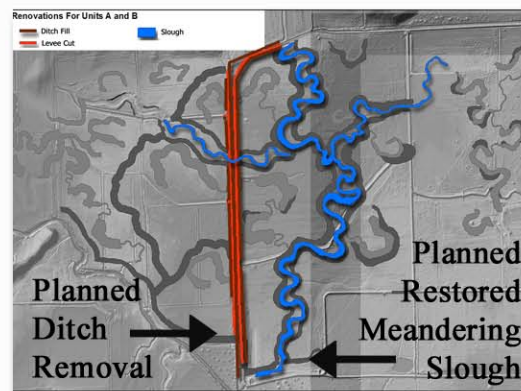 Renovations For Units A and B
Ditch Fill
Slough
Levee Cut
Planned
Ditch
Removal
Planned
Restored
Meandering
Slough